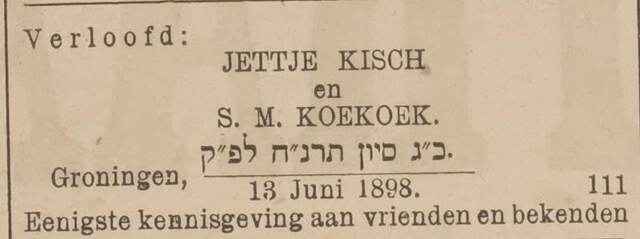 Verloofd:
JETTJE KISCH
en
S. M. KOEKOEK.
כ״ג סיון תרנ״ח לפ״ק.
Groningen,
13 Juni 1898. 111
Eenigste kennisgeving aan vrienden en bekenden